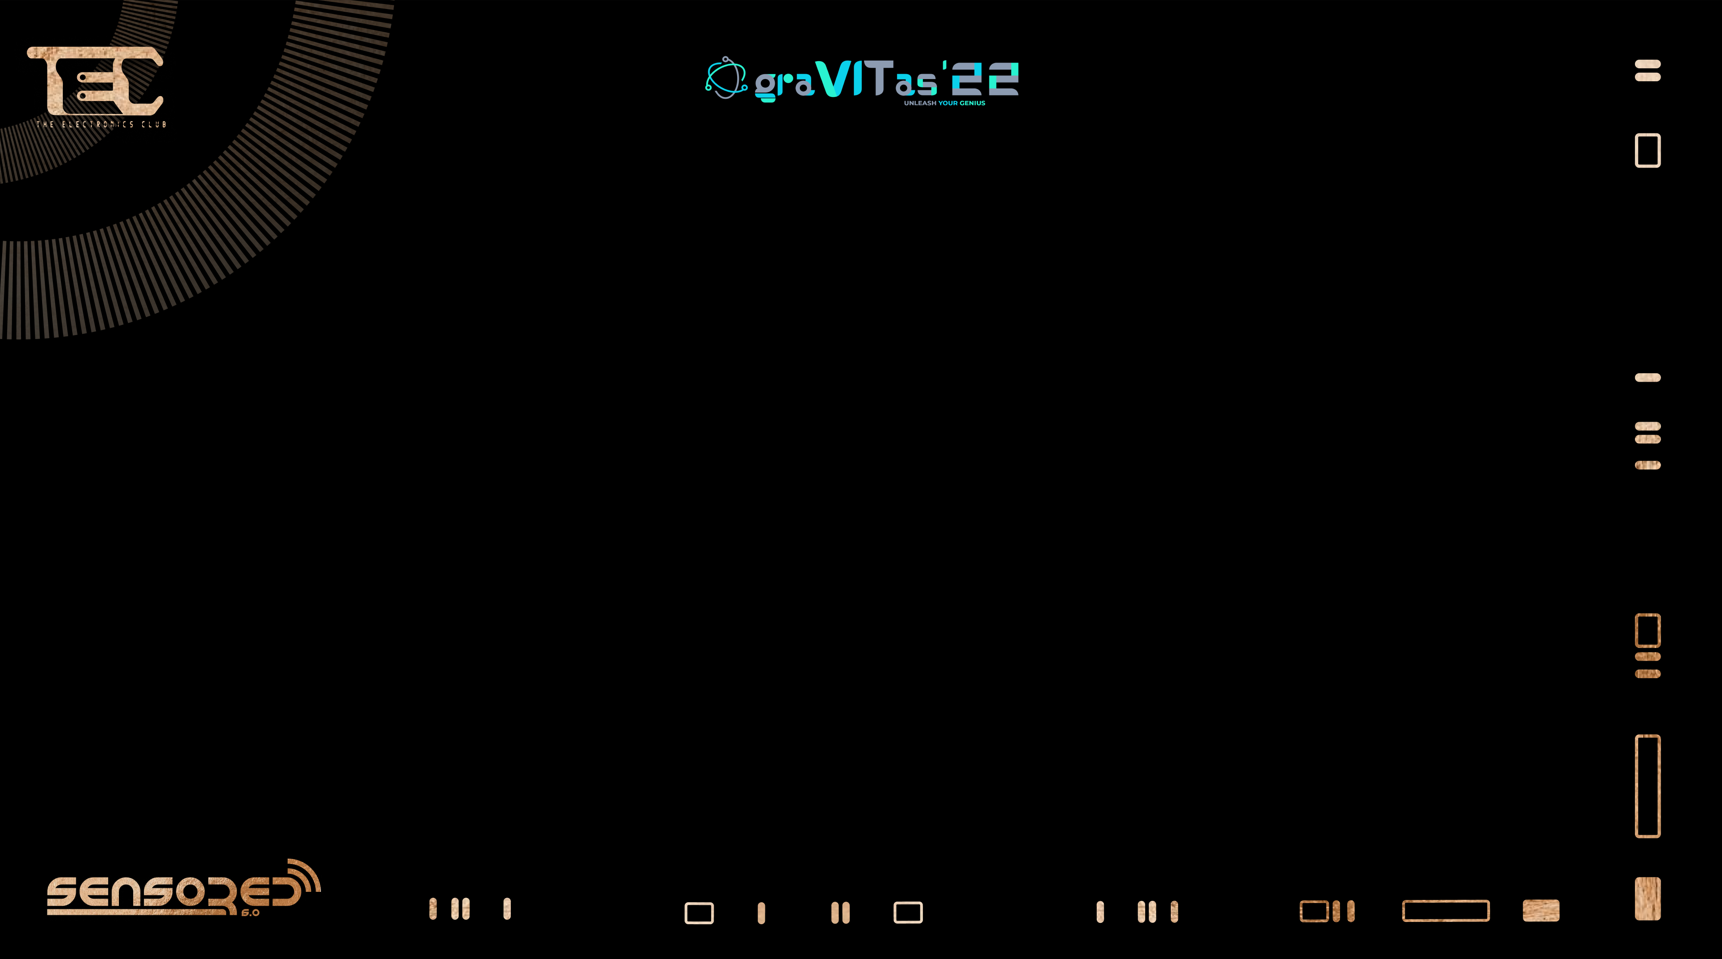 TEC
THE ELECTRONICS CLUB
graVITas'22
UNLEASH YOUR GENIUS
SENSORED
6.0